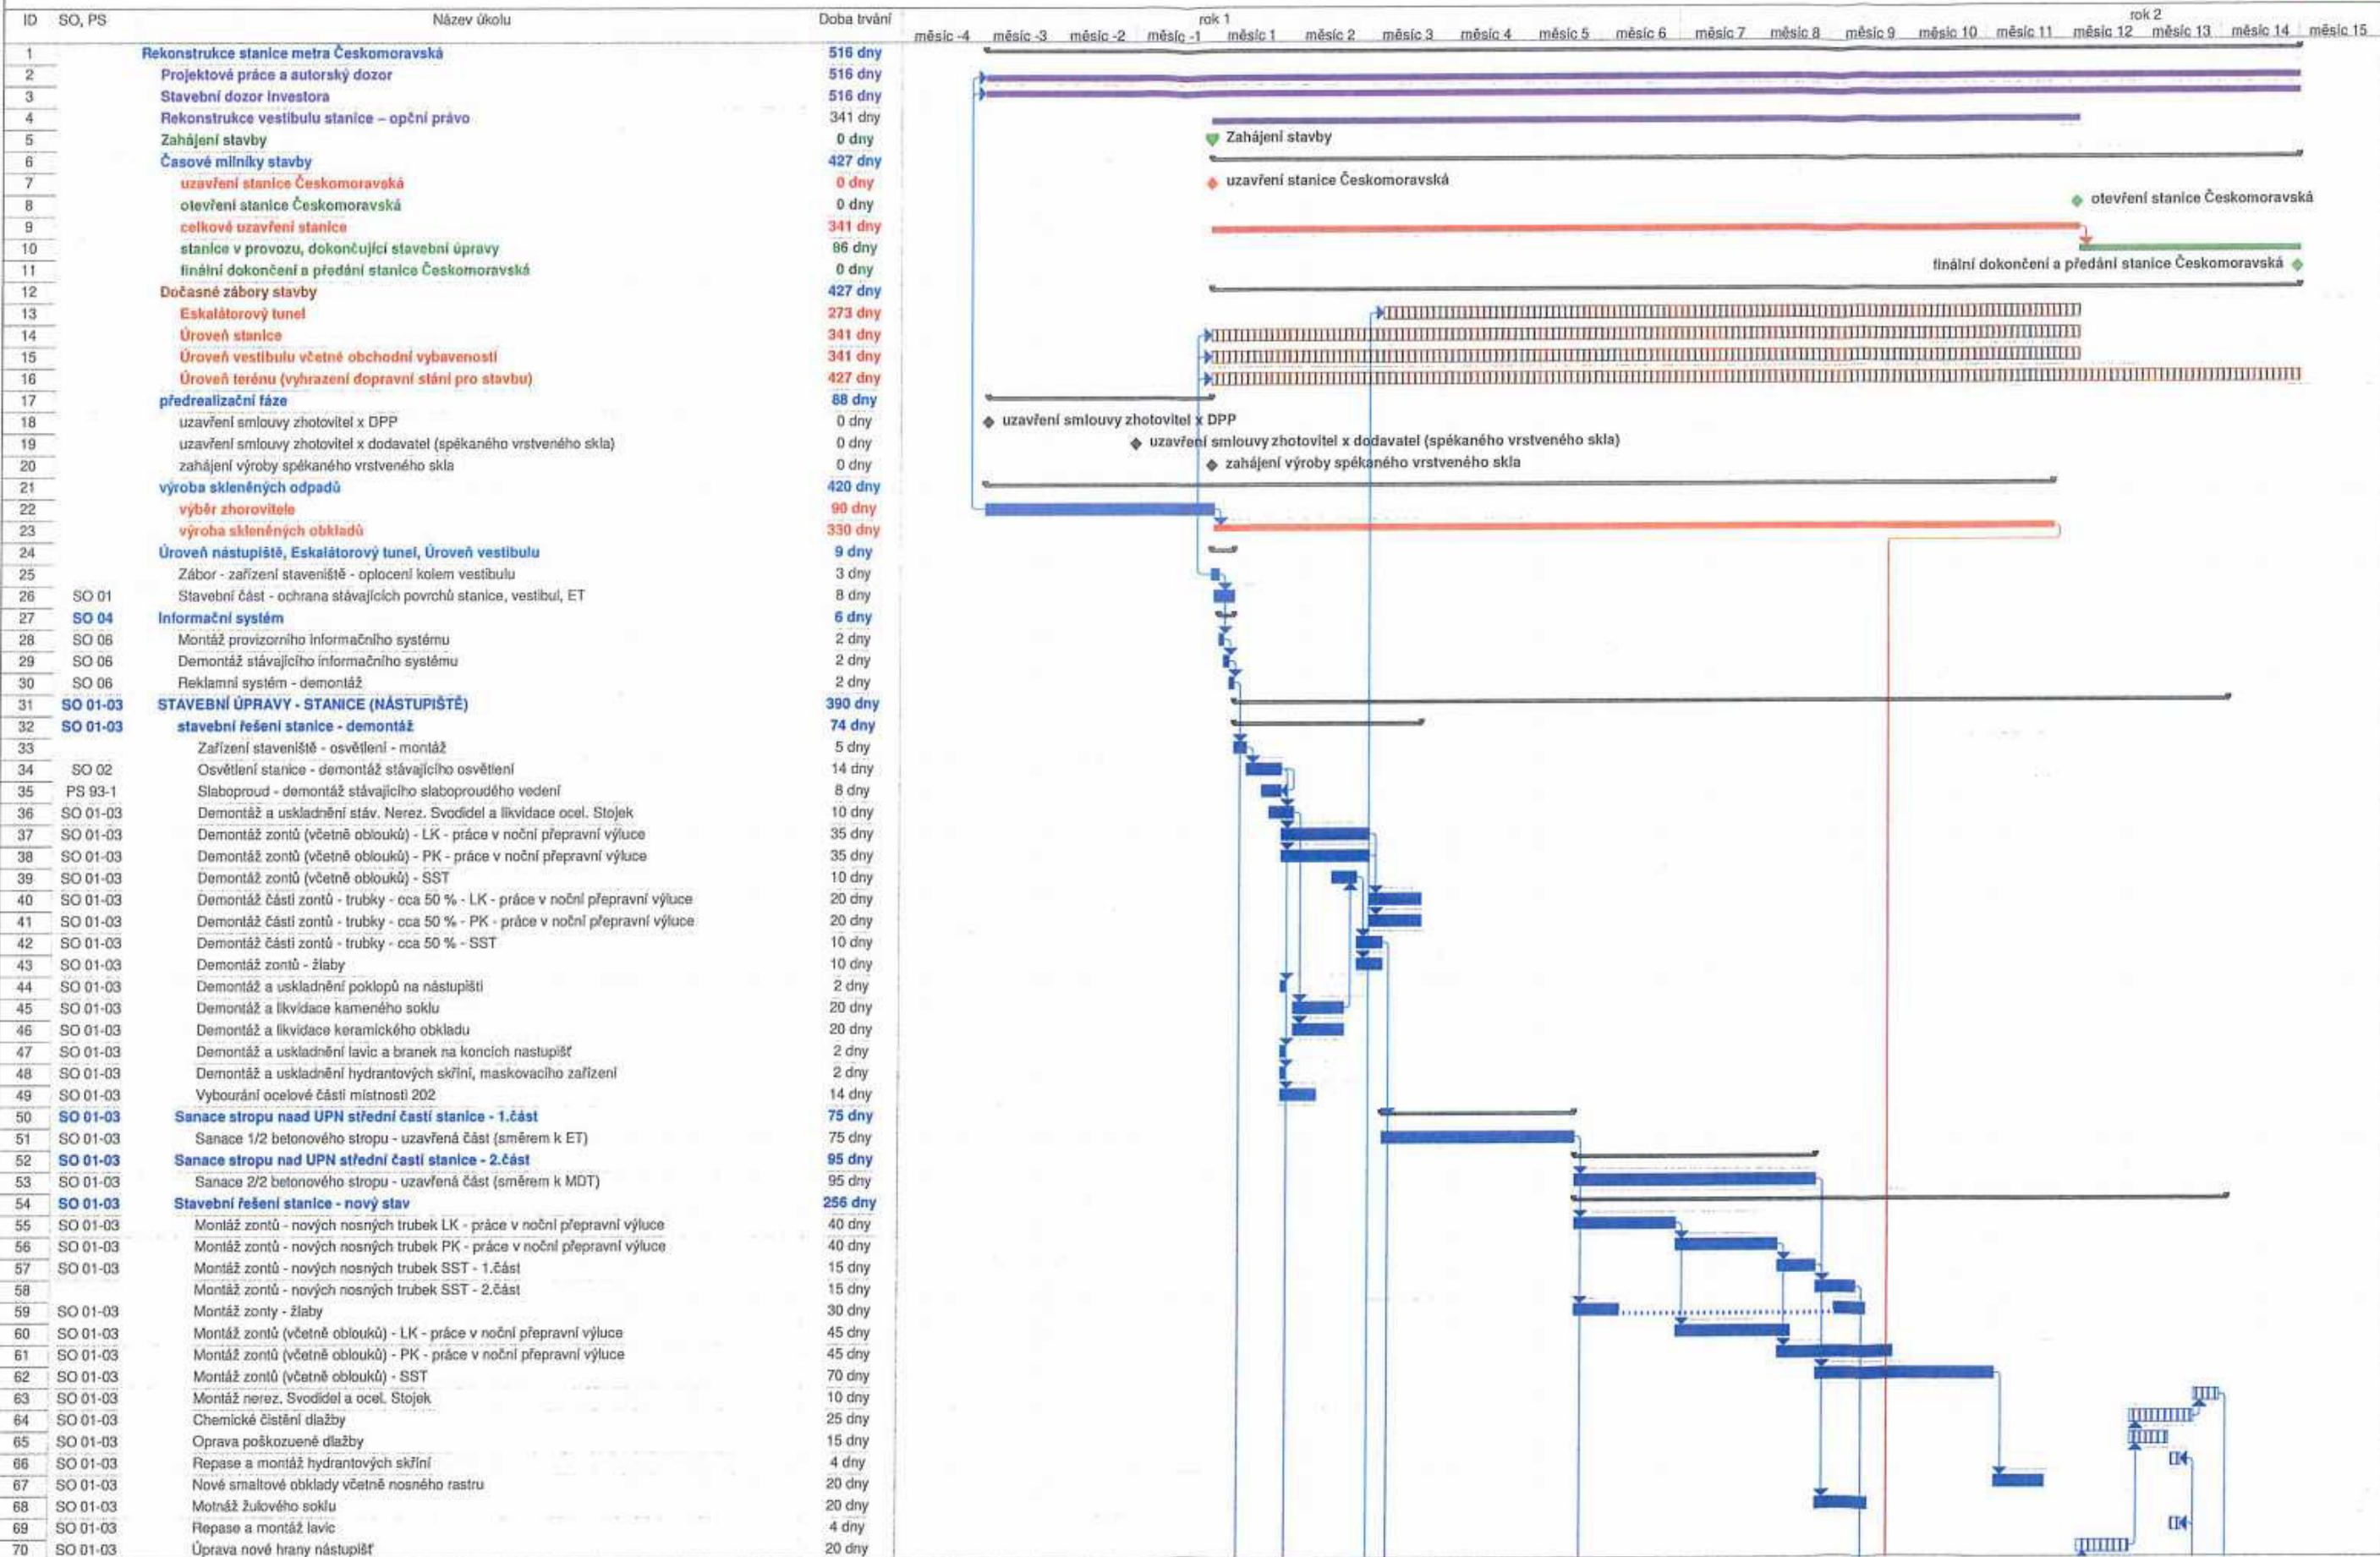 ID SO, PS Název úkolu Doba trvání rok 1 rok 2
měsíc -4 měsíc -3 měsíc -2 měsíc -1 měsíc 1 měsíc 2 měsíc 3 měsíc 4 měsíc 5 měsíc 6 měsíc 7 měsíc 8 měsíc 9 měsíc 10 měsíc 11 měsíc 12 měsíc 13 měsíc 14 měsíc 15
1 Rekonstrukce stanice metra Českomoravská 516 dny
2 Projektové práce a autorský dozor 516 dny
3 Stavební dozor Investora 516 dny
4 Rekonstrukce vestibulu stanice – opční právo 341 dny
5 Zahájení stavby 0 dny Zahájení stavby
6 Časové milníky stavby 427 dny
7 uzavření stanice Českomoravská 0 dny uzavření stanice Českomoravská
8 otevření stanice Českomoravská 0 dny otevření stanice Českomoravská
9 celkové uzavření stanice 341 dny
10 stanice v provozu, dokončující stavební úpravy 86 dny
11 finální dokončení a předání stanice Českomoravská 0 dny finální dokončení a předání stanice Českomoravská
12 Dočasné zábory stavby 427 dny
13 Eskalátorový tunel 273 dny
14 Úroveň stanice 341 dny
15 Úroveň vestibulu včetně obchodní vybaveností 341 dny
16 Úroveň terénu (vyhrazení dopravní stání pro stavbu) 427 dny
17 předrealizační fáze 88 dny
18 uzavření smlouvy zhotovitel x DPP 0 dny uzavření smlouvy zhotovitel x DPP
19 uzavření smlouvy zhotovitel x dodavatel (spékaného vrstveného skla) 0 dny uzavření smlouvy zhotovitel x dodavatel (spékaného vrstveného skla)
20 zahájení výroby spékaného vrstveného skla 0 dny zahájení výroby spékaného vrstveného skla
21 výroba skleněných odpadů 420 dny
22 výběr zhorovitele 90 dny
23 výroba skleněných obkladů 330 dny
24 Úroveň nástupiště, Eskalátorový tunel, Úroveň vestibulu 9 dny
25 Zábor - zařízení staveniště - oplocení kolem vestibulu 3 dny
26 SO 01 Stavební část - ochrana stávajících povrchů stanice, vestibul, ET 8 dny
27 SO 04 Informační systém 6 dny
28 SO 06 Montáž provizorního informačního systému 2 dny
29 SO 06 Demontáž stávajícího informačního systému 2 dny
30 SO 06 Reklamní systém - demontáž 2 dny
31 SO 01-03 STAVEBNÍ ÚPRAVY - STANICE (NÁSTUPIŠTĚ) 390 dny
32 SO 01-03 stavební řešení stanice - demontáž 74 dny
33 Zařízení staveniště - osvětlení - montáž 5 dny
34 SO 02 Osvětlení stanice - demontáž stávajícího osvětlení 14 dny
35 PS 93-1 Slaboproud - demontáž stávajícího slaboproudého vedení 8 dny
36 SO 01-03 Demontáž a uskladnění stáv. Nerez. Svodidel a likvidace ocel. Stojek 10 dny
37 SO 01-03 Demontáž zontů (včetně oblouků) - LK - práce v noční přepravní výluce 35 dny
38 SO 01-03 Demontáž zontů (včetně oblouků) - PK - práce v noční přepravní výluce 35 dny
39 SO 01-03 Demontáž zontů (včetně oblouků) - SST 10 dny
40 SO 01-03 Demontáž části zontů - trubky - cca 50 % - LK - práce v noční přepravní výluce 20 dny
41 SO 01-03 Demontáž části zontů - trubky - cca 50 % - PK - práce v noční přepravní výluce 20 dny
42 SO 01-03 Demontáž části zontů - trubky - cca 50 % - SST 10 dny
43 SO 01-03 Demontáž zontů - žlaby 10 dny
44 SO 01-03 Demontáž a uskladnění poklopů na nástupišti 2 dny
45 SO 01-03 Demontáž a likvidace kameného soklu 20 dny
46 SO 01-03 Demontáž a likvidace keramického obkladu 20 dny
47 SO 01-03 Demontáž a uskladnění lavic a branek na koncích nastupišť 2 dny
48 SO 01-03 Demontáž a uskladnění hydrantových skříní, maskovacího zařízení 2 dny
49 SO 01-03 Vybourání ocelové části místnosti 202 14 dny
50 SO 01-03 Sanace stropu naad UPN střední částí stanice - 1.část 75 dny
51 SO 01-03 Sanace 1/2 betonového stropu - uzavřená část (směrem k ET) 75 dny
52 SO 01-03 Sanace stropu nad UPN střední částí stanice - 2.část 95 dny
53 SO 01-03 Sanace 2/2 betonového stropu - uzavřená část (směrem k MDT) 95 dny
54 SO 01-03 Stavební řešení stanice - nový stav 256 dny
55 SO 01-03 Montáž zontů - nových nosných trubek LK - práce v noční přepravní výluce 40 dny
56 SO 01-03 Montáž zontů - nových nosných trubek PK - práce v noční přepravní výluce 40 dny
57 SO 01-03 Montáž zontů - nových nosných trubek SST - 1.část 15 dny
58 Montáž zontů - nových nosných trubek SST - 2.část 15 dny
59 SO 01-03 Montáž zonty - žlaby 30 dny
60 SO 01-03 Montáž zontů (včetně oblouků) - LK - práce v noční přepravní výluce 45 dny
61 SO 01-03 Montáž zontů (včetně oblouků) - PK - práce v noční přepravní výluce 45 dny
62 SO 01-03 Montáž zontů (včetně oblouků) - SST 70 dny
63 SO 01-03 Montáž nerez. Svodidel a ocel. Stojek 10 dny
64 SO 01-03 Chemické čistění dlažby 25 dny
65 SO 01-03 Oprava poškozuené dlažby 15 dny
66 SO 01-03 Repase a montáž hydrantových skříní 4 dny
67 SO 01-03 Nové smaltové obklady včetně nosného rastru 20 dny
68 SO 01-03 Motnáž žulového soklu 20 dny
69 SO 01-03 Repase a montáž lavic 4 dny
70 SO 01-03 Úprava nové hrany nástupišť 20 dny